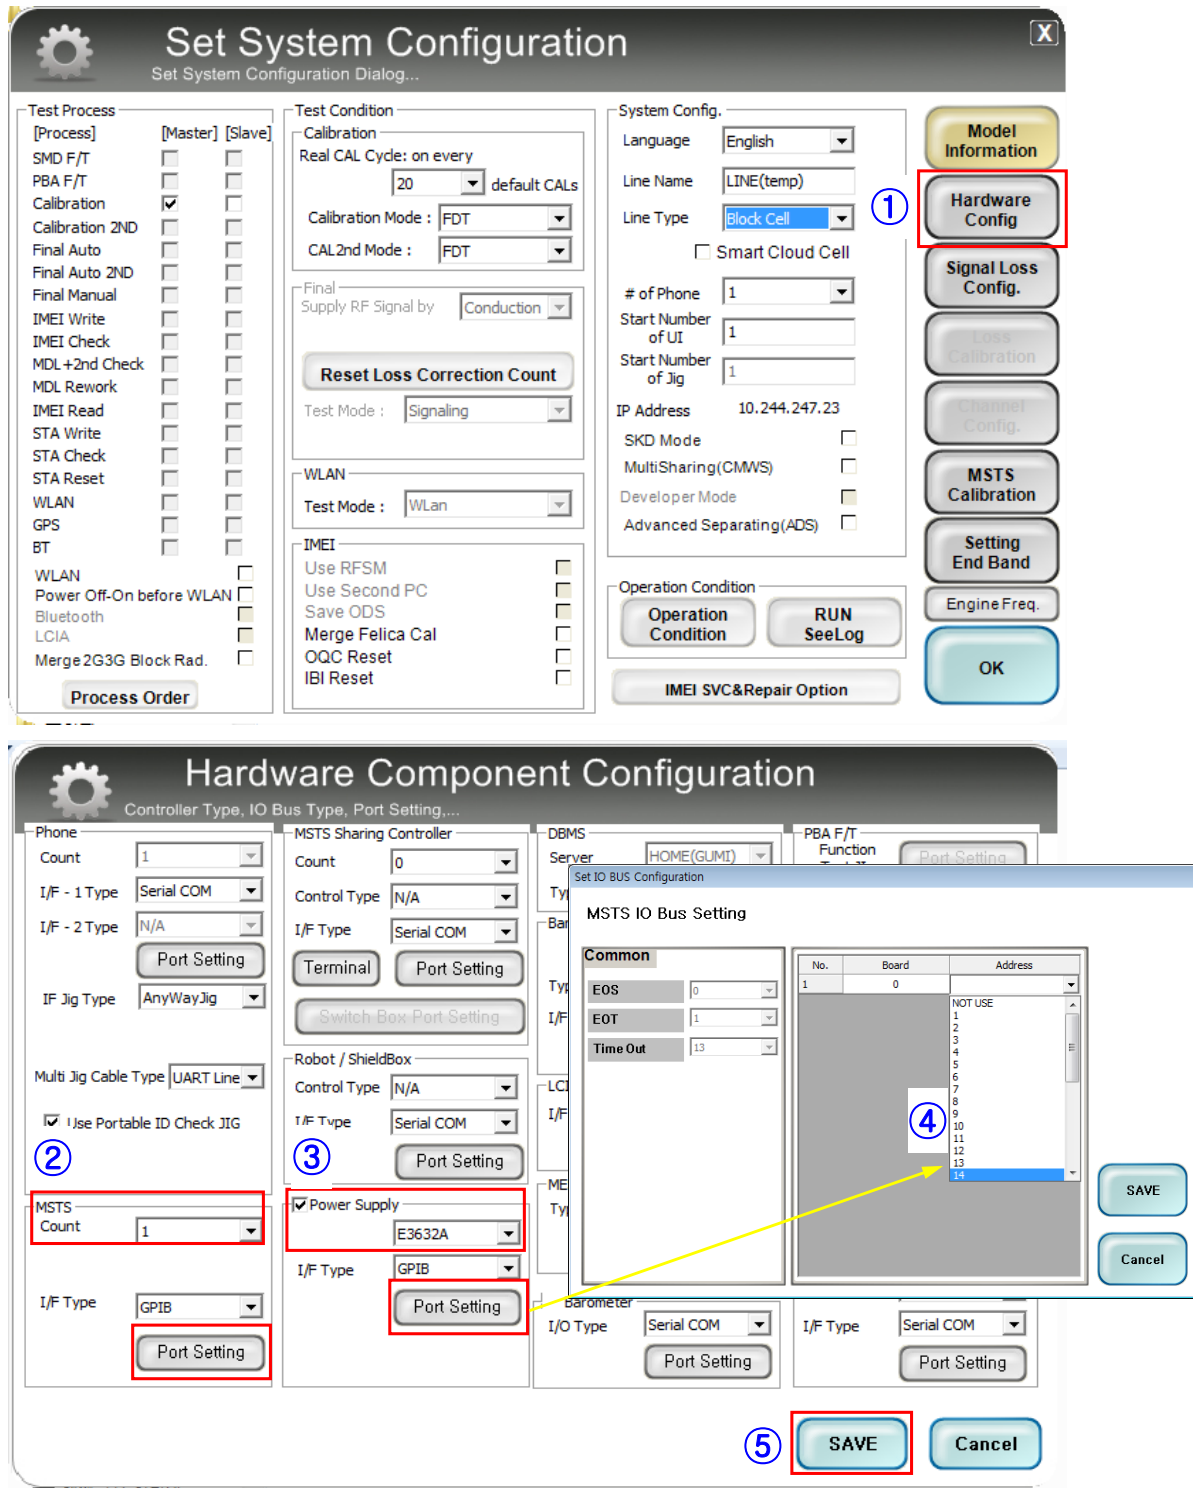 Set System Configuration
Set System Configuration Dialog...
X
Test Process
[Process] [Master] [Slave]
SMD F/T
PBA F/T
Calibration
Calibration 2ND
Final Auto
Final Auto 2ND
Final Manual
IMEI Write
IMEI Check
MDL+2nd Check
MDL Rework
IMEI Read
STA Write
STA Check
STA Reset
WLAN
GPS
BT
WLAN
Power Off-On before WLAN
Bluetooth
LCIA
Merge2G3G Block Rad.
Process Order
Test Condition
Calibration
Real CAL Cycle: on every
20 default CALs
Calibration Mode : FDT
CAL2nd Mode : FDT
Final
Supply RF Signal by Conduction
Reset Loss Correction Count
Test Mode : Signaling
WLAN
Test Mode : WLan
IMEI
Use RFSM
Use Second PC
Save ODS
Merge Felica Cal
OQC Reset
IBI Reset
System Config.
Language English
Line Name LINE(temp)
Line Type Block Cell
Smart Cloud Cell
# of Phone 1
Start Number
of UI 1
Start Number
of Jig 1
IP Address 10.244.247.23
SKD Mode
MultiSharing(CMWS)
Developer Mode
Advanced Separating(ADS)
Operation Condition
Operation
Condition
RUN
SeeLog
IMEI SVC&Repair Option
Model
Information
①
Hardware
Config
Signal Loss
Config.
Loss
Calibration
Channel
Config.
MSTS
Calibration
Setting
End Band
Engine Freq.
OK
Hardware Component Configuration
Controller Type, IO Bus Type, Port Setting,...
Phone
Count 1
I/F - 1 Type Serial COM
I/F - 2 Type N/A
Port Setting
IF Jig Type AnyWayJig
Multi Jig Cable Type UART Line
Use Portable ID Check JIG
②
MSTS
Count 1
I/F Type GPIB
Port Setting
MSTS Sharing Controller
Count 0
Control Type N/A
I/F Type Serial COM
Terminal Port Setting
Switch Box Port Setting
Robot / ShieldBox
Control Type N/A
I/F Type Serial COM
③
Port Setting
Power Supply
E3632A
I/F Type GPIB
Port Setting
DBMS
Server HOME(GUMI)
PBA F/T
Function
Port Setting
Set IO BUS Configuration
MSTS IO Bus Setting
Common
EOS 0
EOT 1
Time Out 13
No. Board Address
1 0
NOT USE
1
2
3
4
5
6
7
8
9
10
11
12
13
14
④
SAVE
Cancel
Barometer
I/O Type Serial COM
Port Setting
I/F Type Serial COM
Port Setting
⑤
SAVE
Cancel